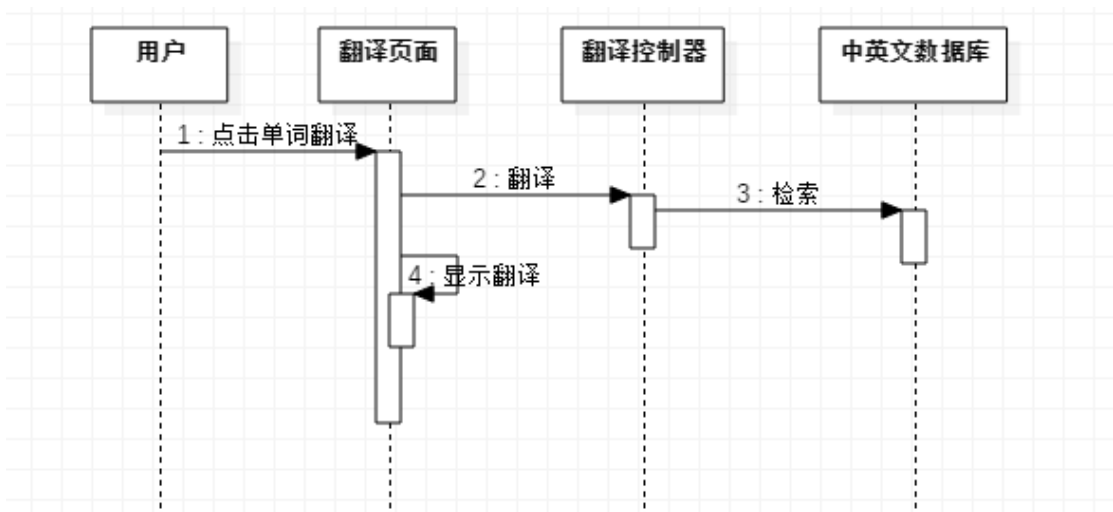 用户
翻译页面
翻译控制器
中英文数据库
1 : 点击单词翻译
2 : 翻译
3 : 检索
4 : 显示翻译